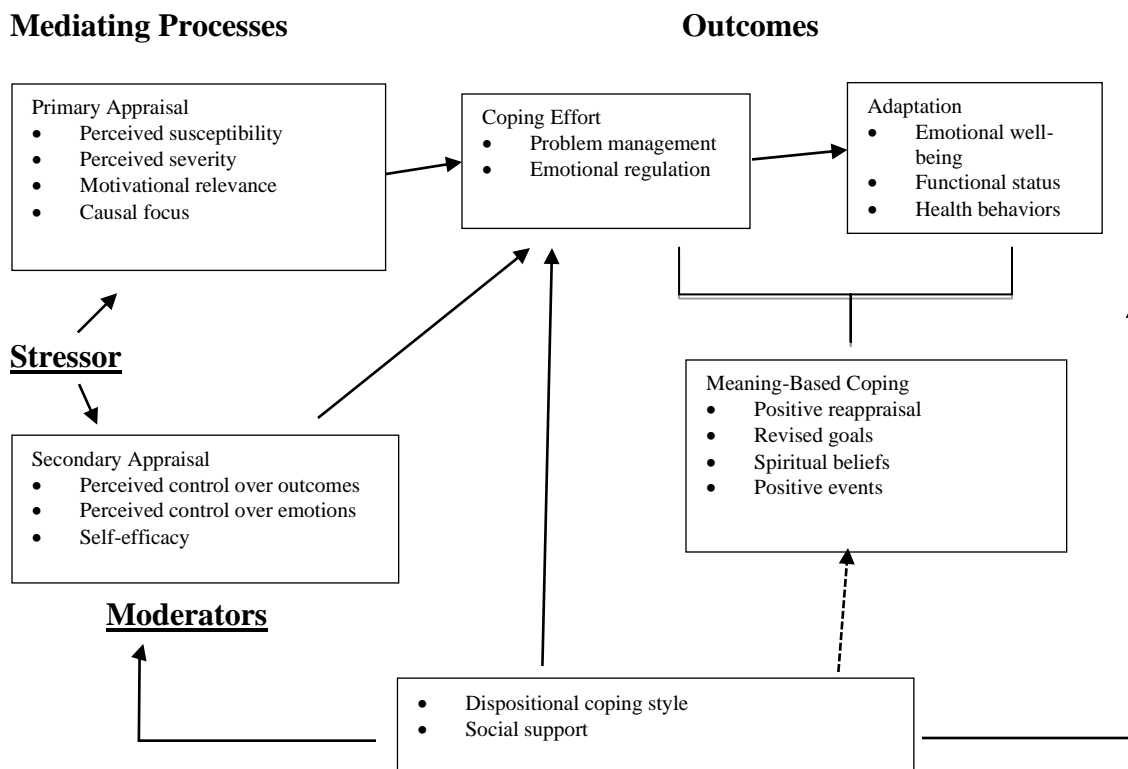 Mediating Processes
Outcomes
Primary Appraisal
• Perceived susceptibility
• Perceived severity
• Motivational relevance
• Causal focus
Coping Effort
• Problem management
• Emotional regulation
Adaptation
• Emotional well-
being
• Functional status
• Health behaviors
Stressor
Secondary Appraisal
• Perceived control over outcomes
• Perceived control over emotions
• Self-efficacy
Meaning-Based Coping
• Positive reappraisal
• Revised goals
• Spiritual beliefs
• Positive events
Moderators
• Dispositional coping style
• Social support